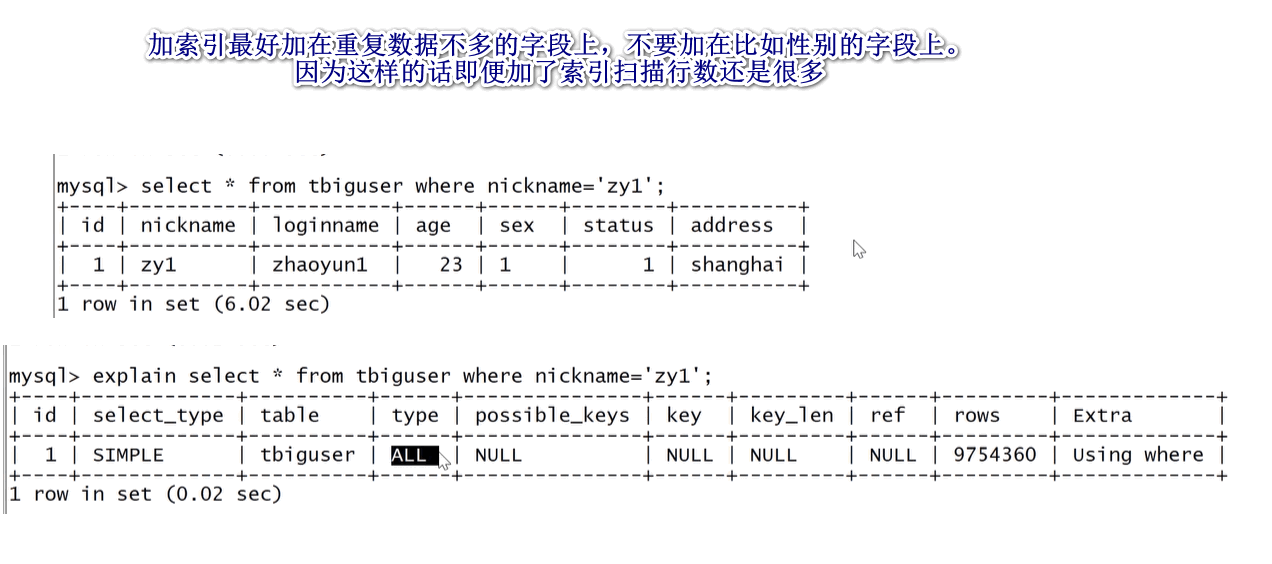 加索引最好加在重复数据不多的字段上，不要加在比如性别的字段上。
因为这样的话即便加了索引扫描行数还是很多
mysql> select * from tbiguser where nickname='zy1';
+----+----------+-----------+------+------+--------+----------+
| id | nickname | loginname | age | sex | status | address |
+----+----------+-----------+------+------+--------+----------+
| 1 | zy1 | zhaoyun1 | 23 | 1 | 1 | shanghai |
+----+----------+-----------+------+------+--------+----------+
1 row in set (6.02 sec)
mysql> explain select * from tbiguser where nickname='zy1';
+----+-------------+----------+------+---------------+------+---------+------+---------+-------------+
| id | select_type | table | type | possible_keys | key | key_len | ref | rows | Extra |
+----+-------------+----------+------+---------------+------+---------+------+---------+-------------+
| 1 | SIMPLE | tbiguser | ALL | NULL | NULL | NULL | NULL | 9754360 | Using where |
+----+-------------+----------+------+---------------+------+---------+------+---------+-------------+
1 row in set (0.02 sec)